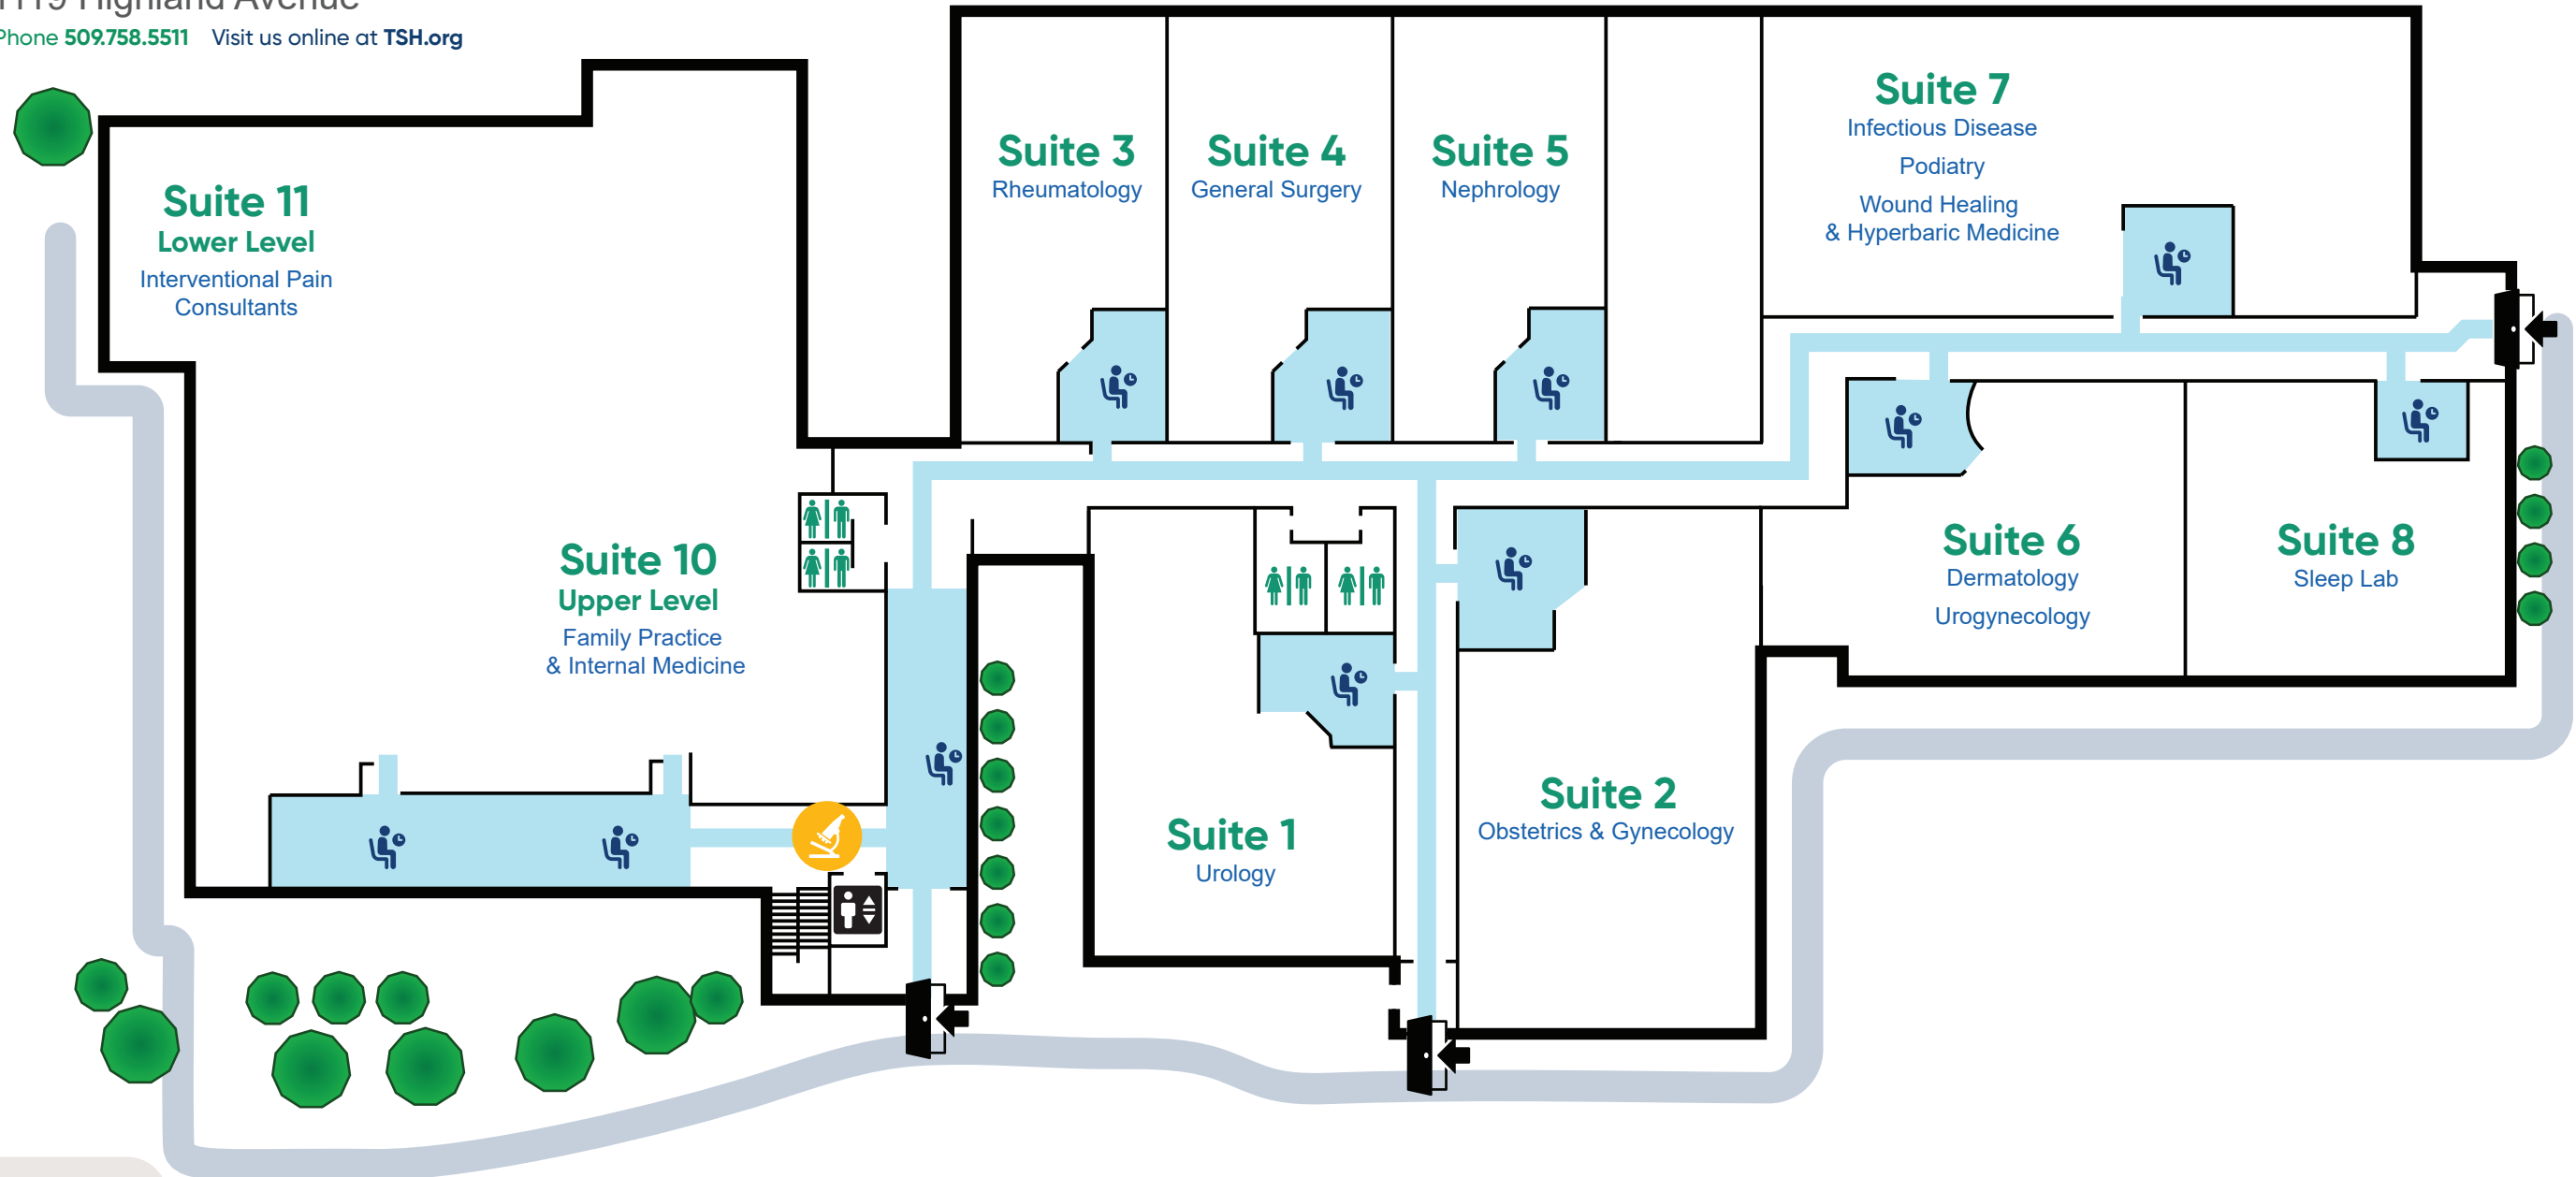 Highland Avenue
Phone 509.758.5511 Visit us online at TSH.org
Suite 11
Lower Level
Interventional Pain
Consultants
Suite 10
Upper Level
Family Practice
& Internal Medicine
Suite 3
Rheumatology
Suite 4
General Surgery
Suite 5
Nephrology
Suite 7
Infectious Disease
Podiatry
Wound Healing
& Hyperbaric Medicine
Suite 6
Dermatology
Urogynecology
Suite 8
Sleep Lab
Suite 1
Urology
Suite 2
Obstetrics & Gynecology